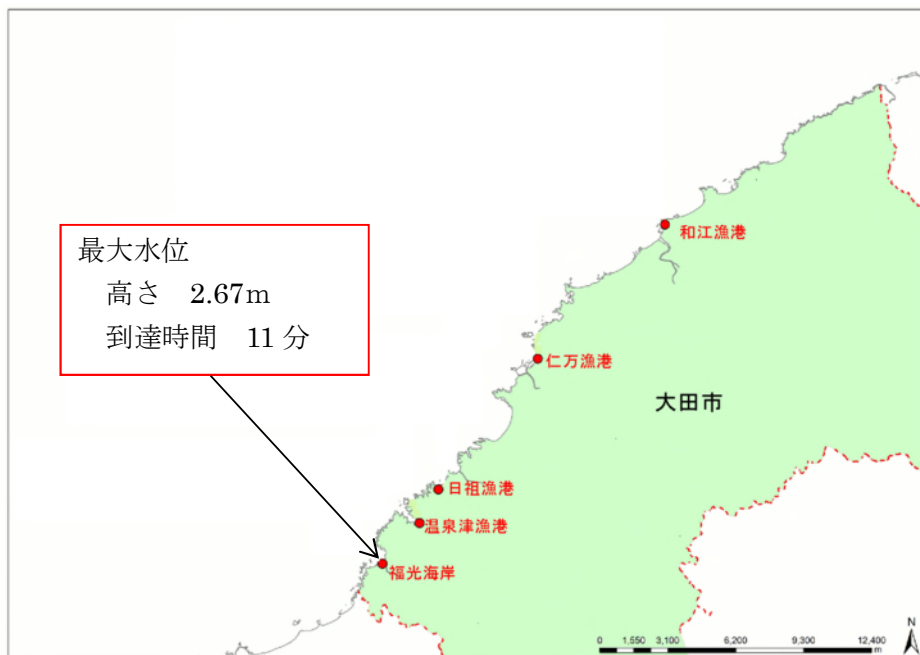 最大水位
高さ 2.67m
到達時間 11分
和江漁港
仁万漁港
大田市
日祖漁港
温泉津漁港
福光海岸
N
0 1,550 3,100 6,200 9,300 12,400
m